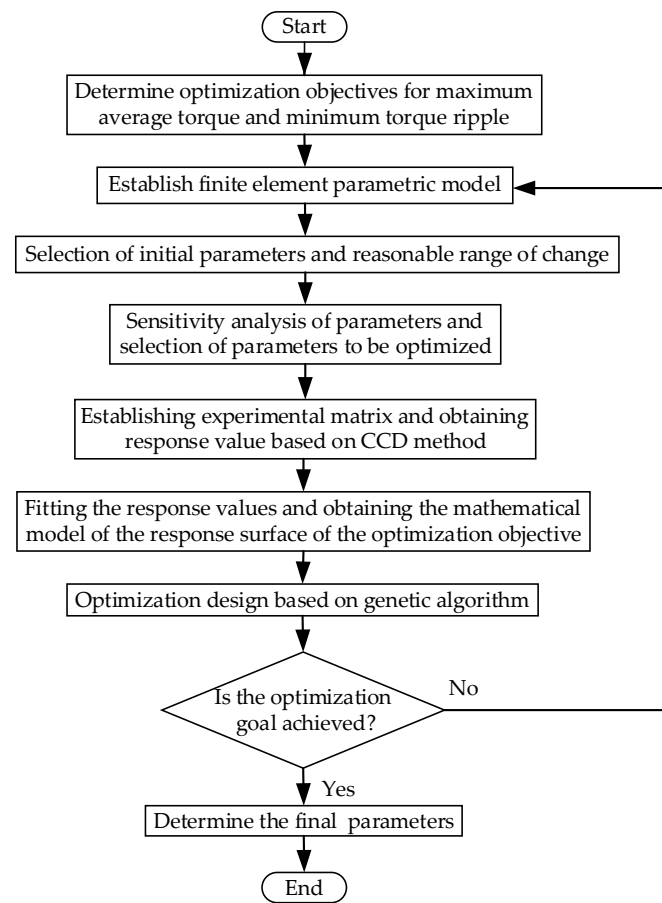 Start
Determine optimization objectives for maximum
average torque and minimum torque ripple
Establish finite element parametric model
Selection of initial parameters and reasonable range of change
Sensitivity analysis of parameters and
selection of parameters to be optimized
Establishing experimental matrix and obtaining
response value based on CCD method
Fitting the response values and obtaining the mathematical
model of the response surface of the optimization objective
Optimization design based on genetic algorithm
Is the optimization
goal achieved?
No
Yes
Determine the final parameters
End